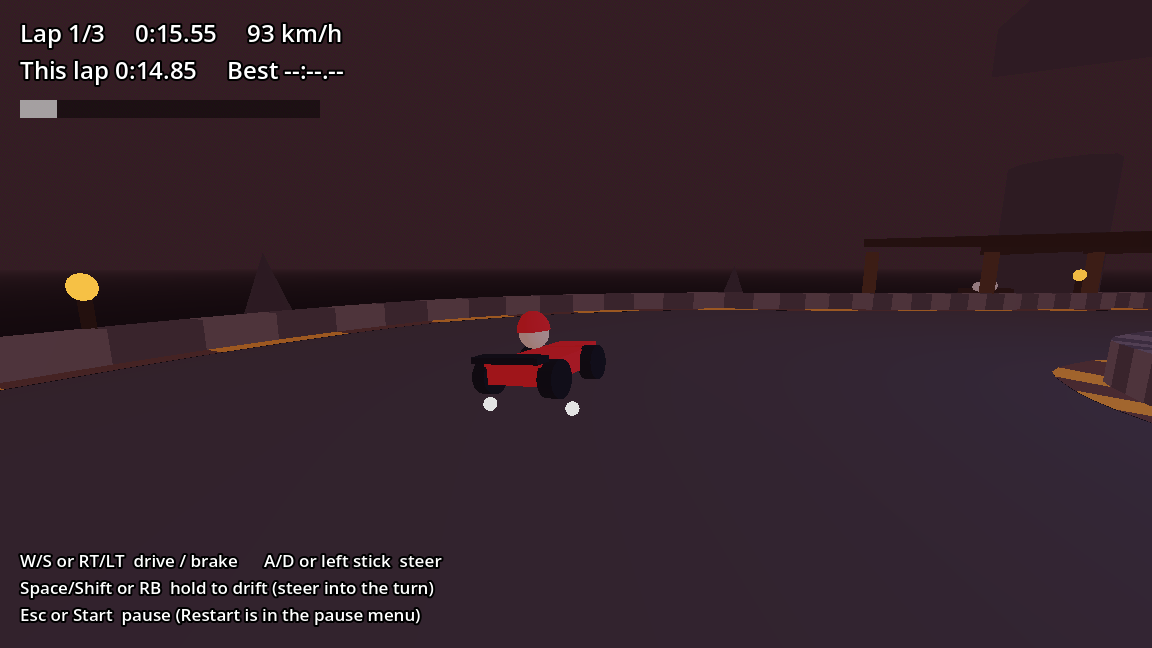 Lap 1/3 0:15.55 93 km/h
This lap 0:14.85 Best --:--.--
W/S or RT/LT drive / brake A/D or left stick steer
Space/Shift or RB hold to drift (steer into the turn)
Esc or Start pause (Restart is in the pause menu)